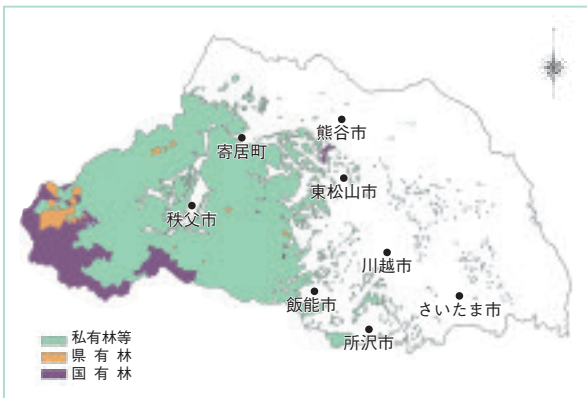 熊谷市
寄居町
東松山市
秩父市
川越市
飯能市
さいたま市
所沢市
私有林等
県有林
国有林